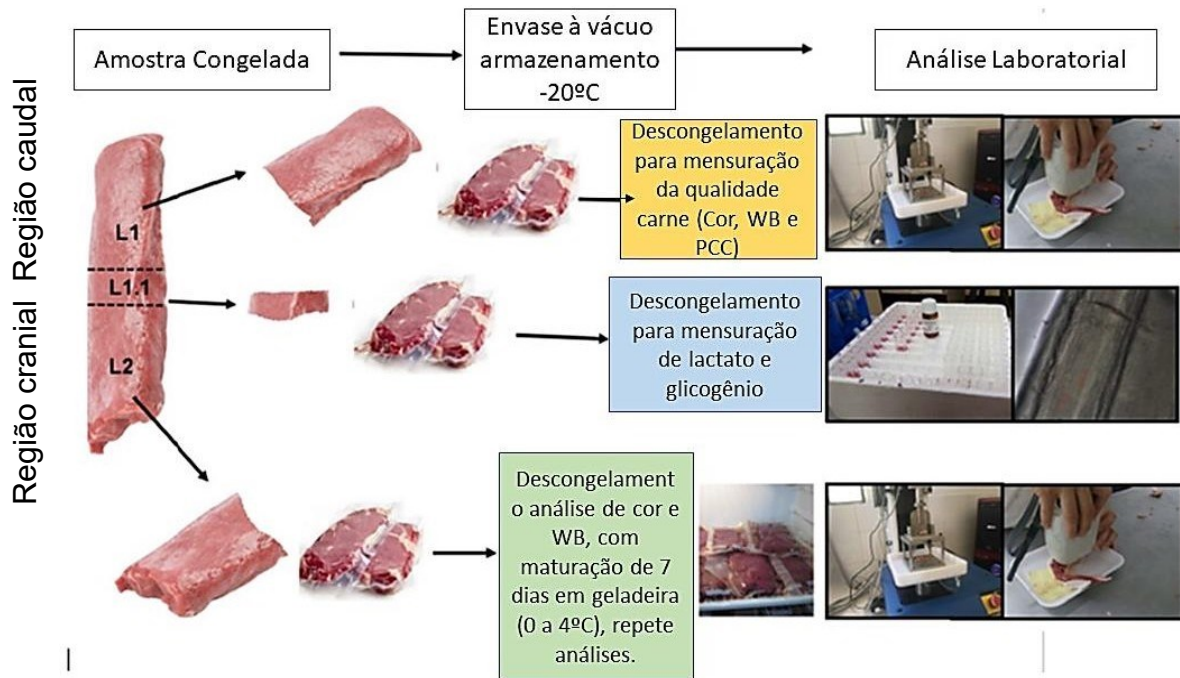 Amostra Congelada
Envase à vácuo
armazenamento
-20ºC
Análise Laboratorial
Região cranial Região caudal
L1
L1.1
L2
Descongelamento
para mensuração
da qualidade
carne (Cor, WB e
PCC)
Descongelamento
para mensuração
de lactato e
glicogênio
Descongelament
o análise de cor e
WB, com
maturação de 7
dias em geladeira
(0 a 4ºC), repete
análises.